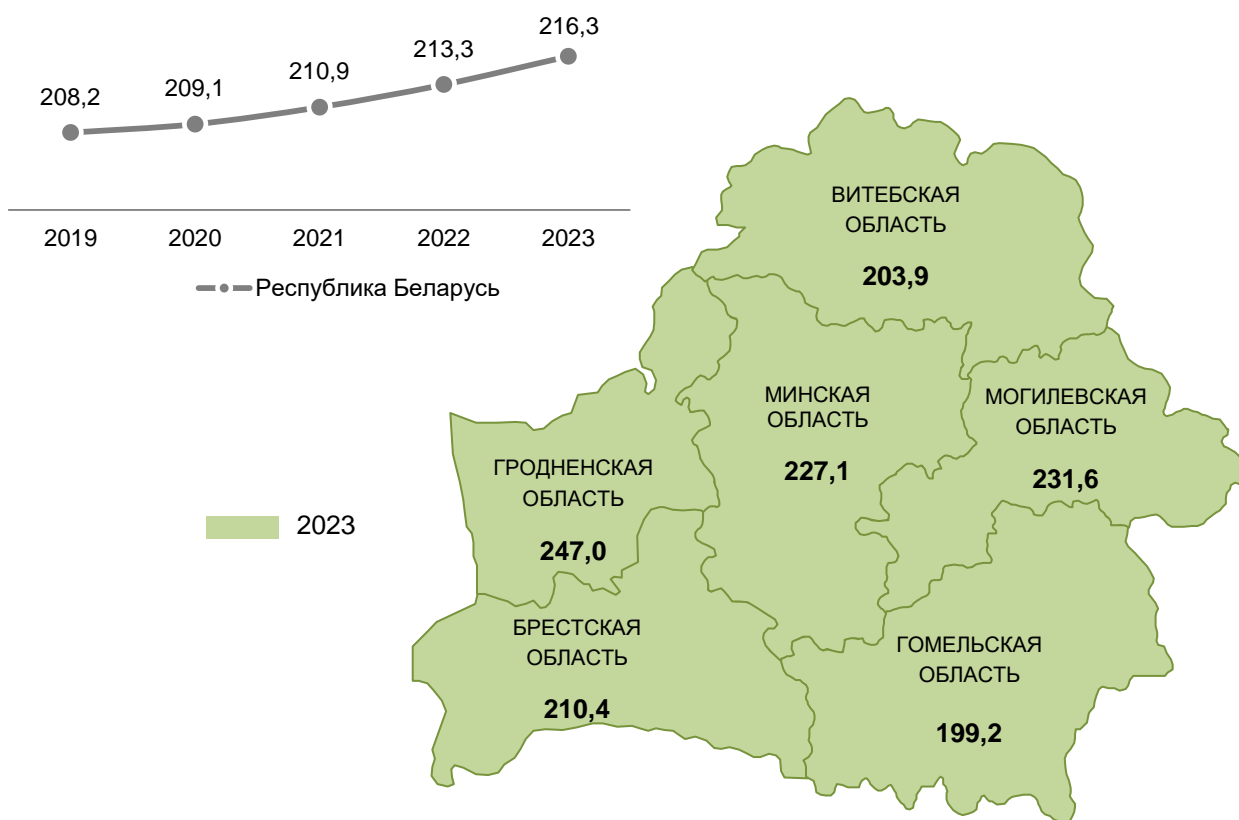 208,2
209,1
210,9
213,3
216,3
2019 2020 2021 2022 2023
Республика Беларусь
ВИТЕБСКАЯ
ОБЛАСТЬ
203,9
МИНСКАЯ
ОБЛАСТЬ
227,1
МОГИЛЕВСКАЯ
ОБЛАСТЬ
231,6
ГРОДНЕНСКАЯ
ОБЛАСТЬ
247,0
2023
БРЕСТСКАЯ
ОБЛАСТЬ
210,4
ГОМЕЛЬСКАЯ
ОБЛАСТЬ
199,2